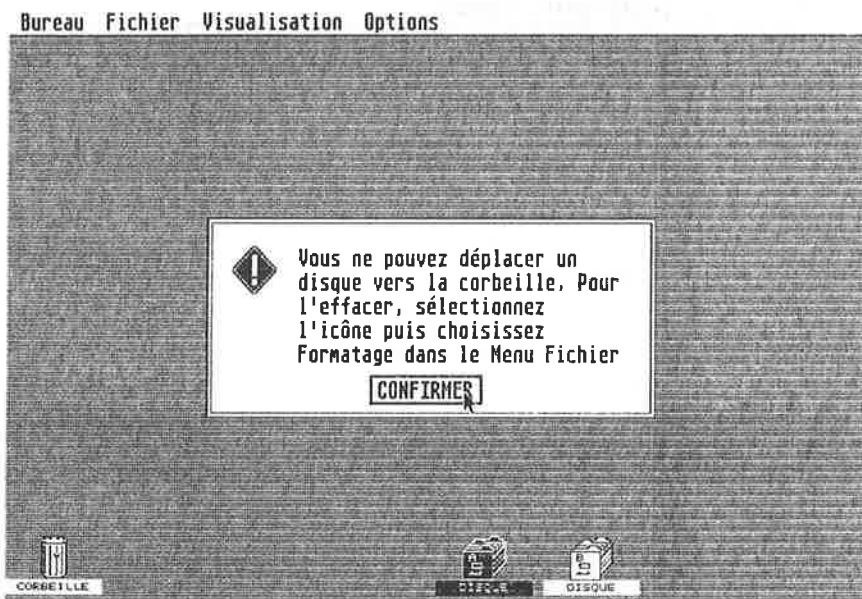 Bureau Fichier Visualisation Options
Vous ne pouvez déplacer un
disque vers la corbeille. Pour
l'effacer, sélectionnez
l'icône puis choisissez
Formatage dans le Menu Fichier
CONFIRMER
A B
CORBEILLE DISQUE DISQUE